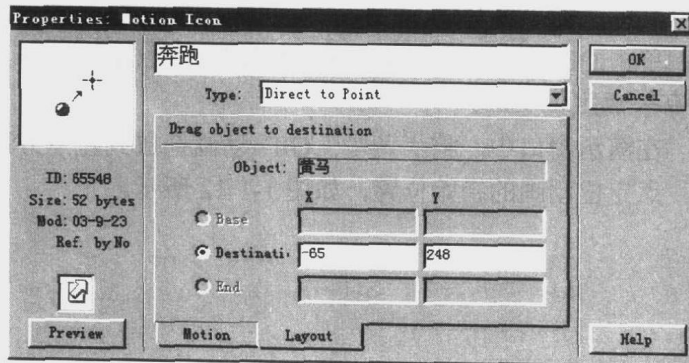 Properties: Motion Icon
奔跑
OK
Type: Direct to Point
Cancel
Drag object to destination
Object: 黄马
ID: 65548
Size: 52 bytes
Mod: 03-9-23
Ref. by No
X Y
Base
Destinati -65 248
End
Preview
Motion Layout
Help